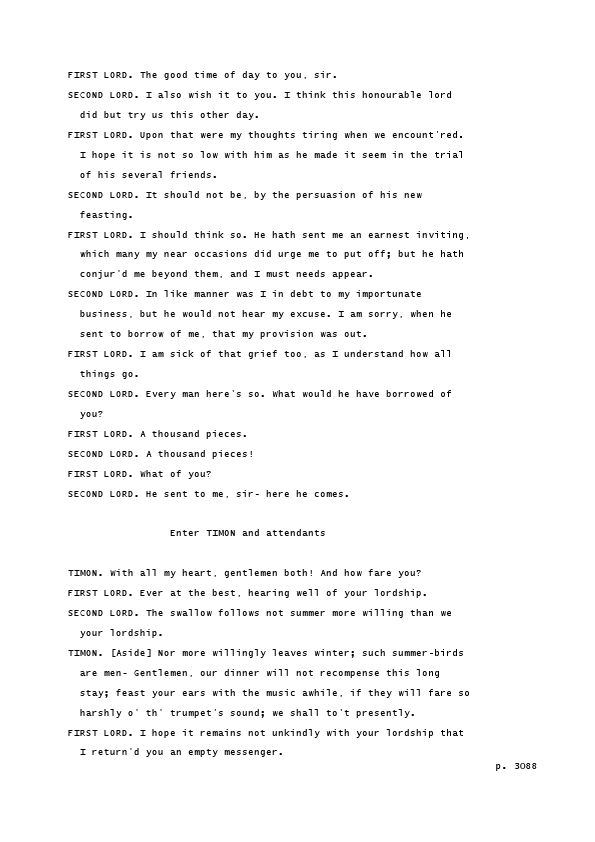 FIRST LORD. The good time of day to you, sir.
SECOND LORD. I also wish it to you. I think this honourable lord
did but try us this other day.
FIRST LORD. Upon that were my thoughts tiring when we encount'red.
I hope it is not so low with him as he made it seem in the trial
of his several friends.
SECOND LORD. It should not be, by the persuasion of his new
feasting.
FIRST LORD. I should think so. He hath sent me an earnest inviting,
which many my near occasions did urge me to put off; but he hath
conjur'd me beyond them, and I must needs appear.
SECOND LORD. In like manner was I in debt to my importunate
business, but he would not hear my excuse. I am sorry, when he
sent to borrow of me, that my provision was out.
FIRST LORD. I am sick of that grief too, as I understand how all
things go.
SECOND LORD. Every man here's so. What would he have borrowed of
you?
FIRST LORD. A thousand pieces.
SECOND LORD. A thousand pieces!
FIRST LORD. What of you?
SECOND LORD. He sent to me, sir- here he comes.
Enter TIMON and attendants
TIMON. With all my heart, gentlemen both! And how fare you?
FIRST LORD. Ever at the best, hearing well of your lordship.
SECOND LORD. The swallow follows not summer more willing than we
your lordship.
TIMON. [Aside] Nor more willingly leaves winter; such summer-birds
are men- Gentlemen, our dinner will not recompense this long
stay; feast your ears with the music awhile, if they will fare so
harshly o' th' trumpet's sound; we shall to't presently.
FIRST LORD. I hope it remains not unkindly with your lordship that
I return'd you an empty messenger.
p. 3088